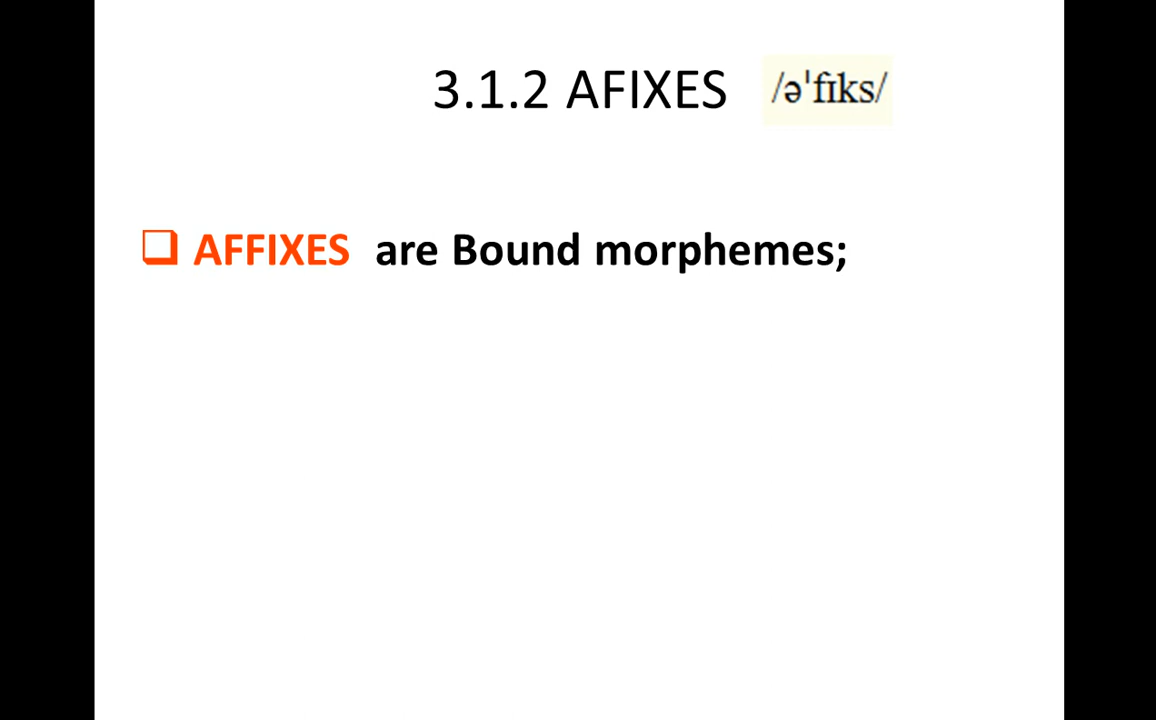 3.1.2 AFIXES /əˈfɪks/
❑ AFFIXES are Bound morphemes;